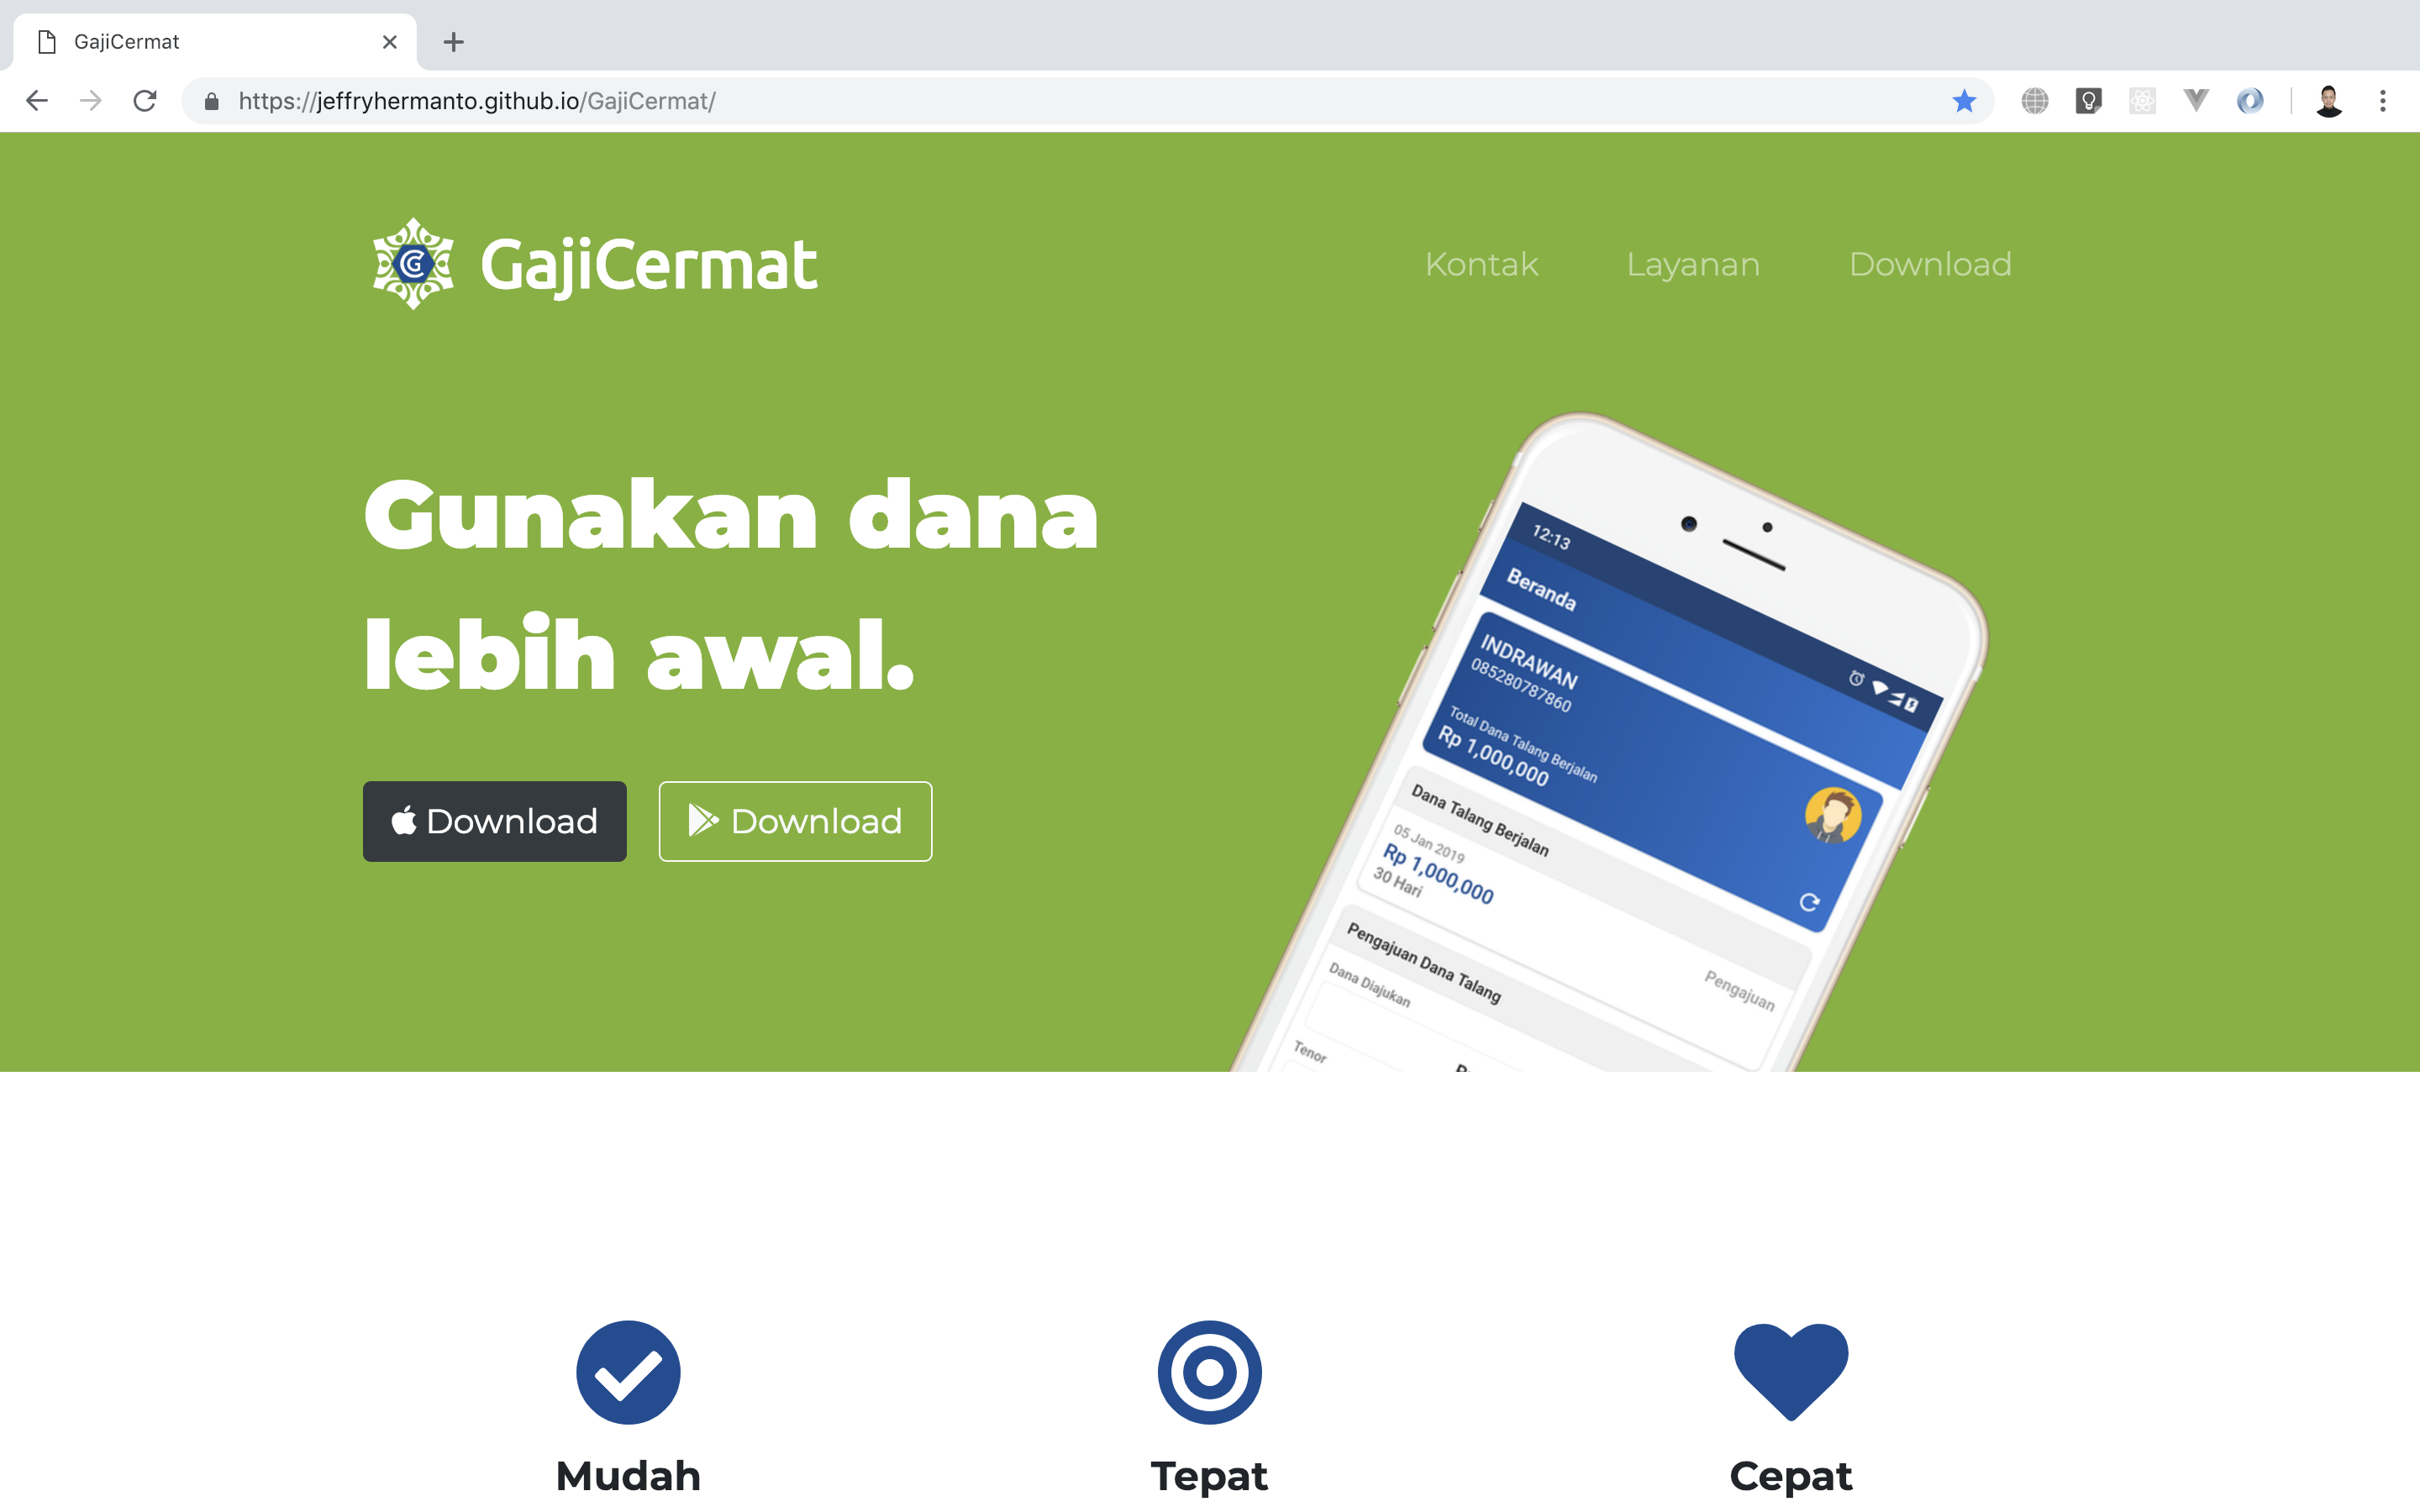 GajiCermat
https://jeffryhermanto.github.io/GajiCermat/
G GajiCermat
Kontak Layanan Download
Gunakan dana
lebih awal.
Download Download
12:13
Beranda
INDRAWAN
085280787860
Total Dana Talang Berjalan
Rp 1,000,000
Dana Talang Berjalan
05 Jan 2019
Rp 1,000,000
30 Hari
Pengajuan
Pengajuan Dana Talang
Dana Diajukan
Tenor
Mudah Tepat Cepat